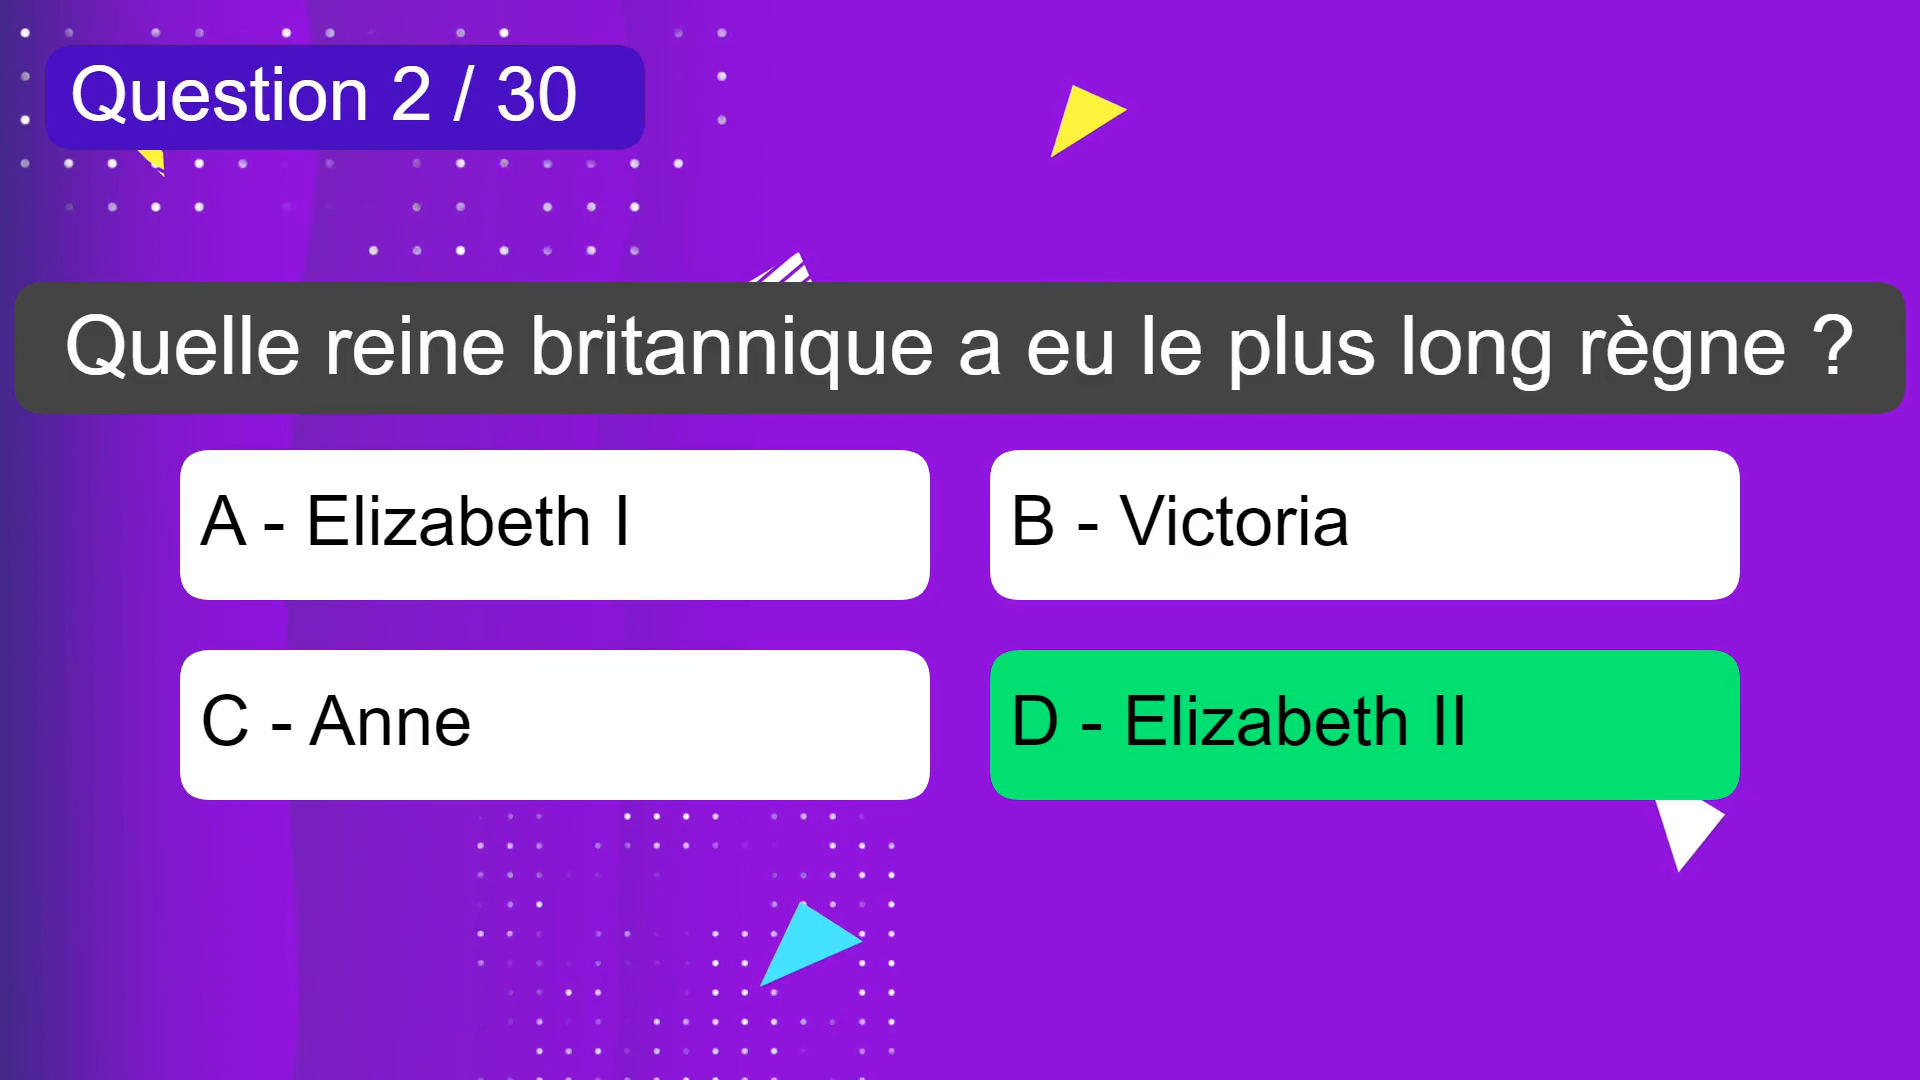 Question 2 / 30
Quelle reine britannique a eu le plus long règne ?
A - Elizabeth I
B - Victoria
C - Anne
D - Elizabeth II